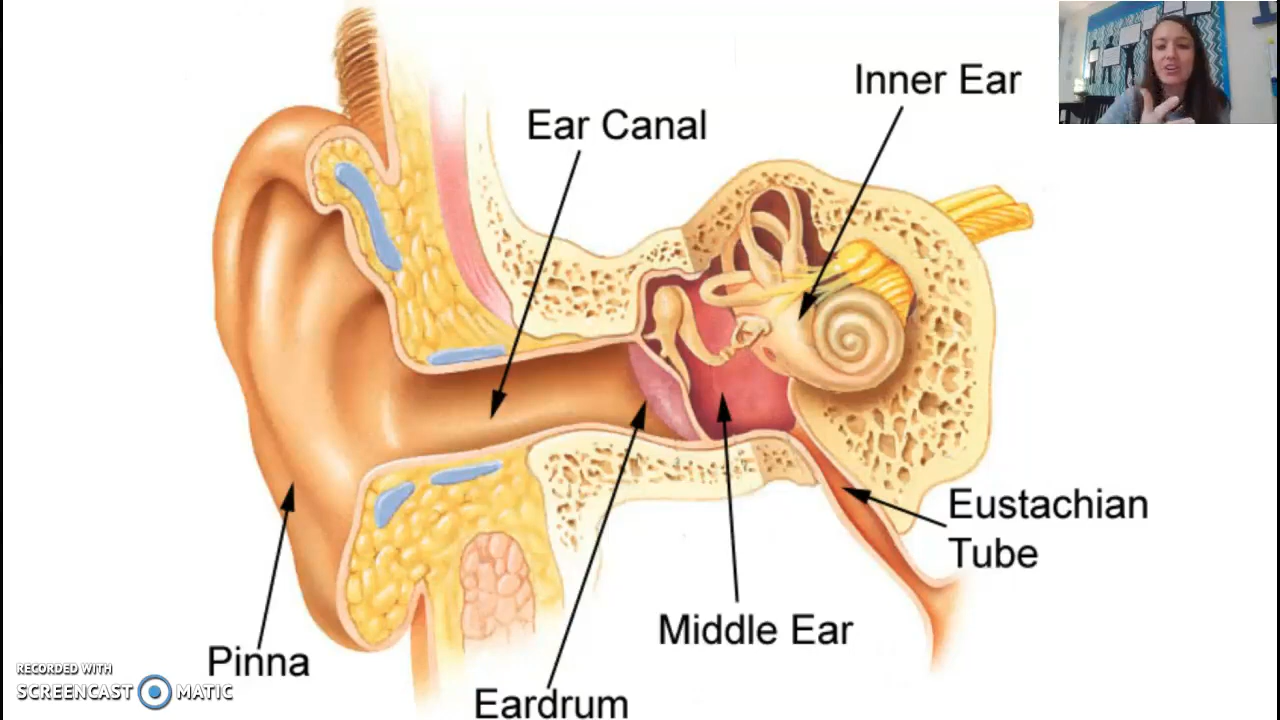 Inner Ear
Ear Canal
Eustachian
Tube
Middle Ear
Pinna
Eardrum
RECORDED WITH
SCREENCAST MATIC